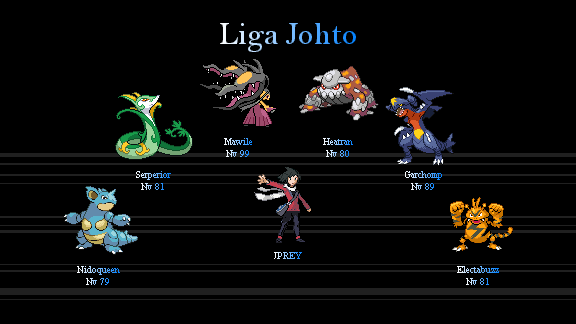 Liga Johto
Mawile
Nv 99
Heatran
Nv 80
Serperior
Nv 81
Garchomp
Nv 89
JPREY
Nidoqueen
Nv 79
Electabuzz
Nv 81